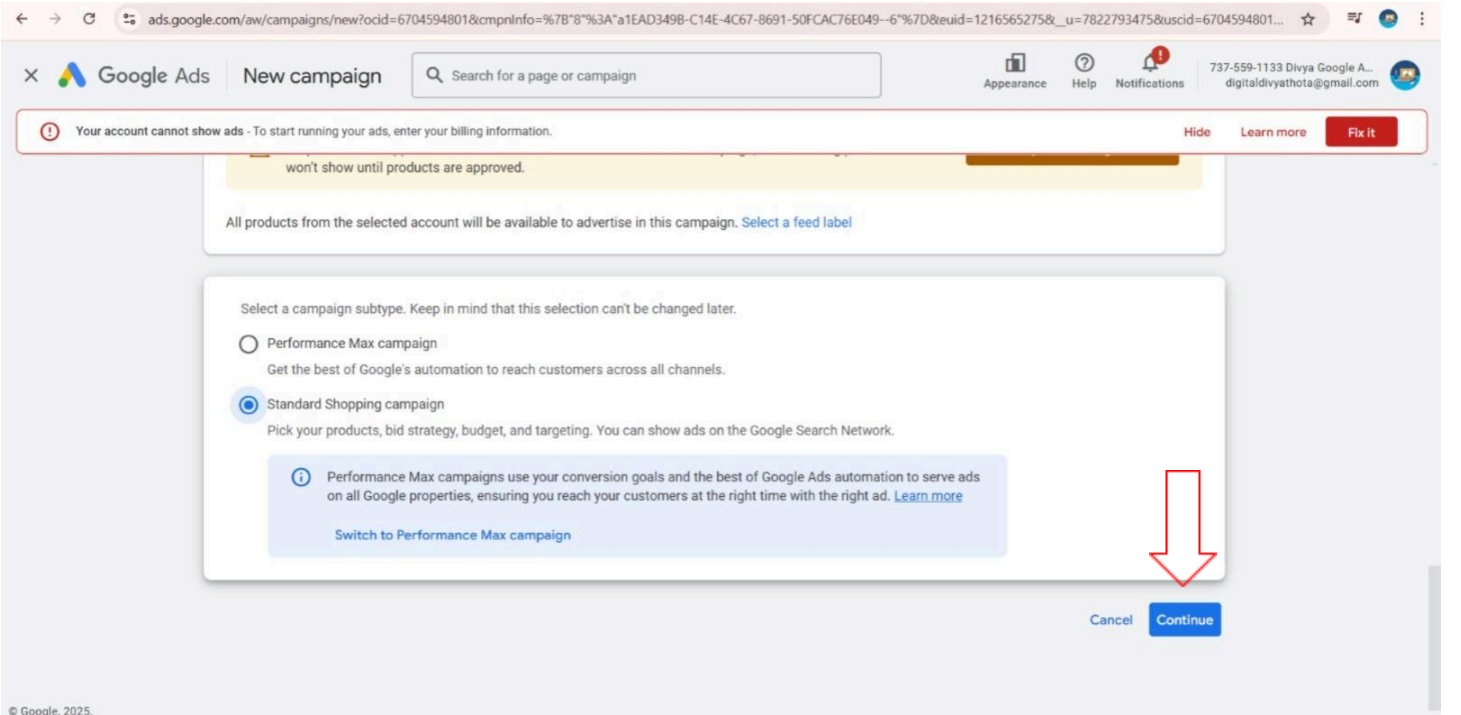 ads.google.com/aw/campaigns/new?ocid=6704594801&cmpnInfo=%7B"8"%3A"a1EAD349B-C14E-4C67-8691-50FCAC76E049--6"%7D&euid=1216565275&__u=7822793475&uscid=6704594801...
Google Ads New campaign Search for a page or campaign Appearance Help Notifications 737-559-1133 Divya Google A...
digitaldivyathota@gmail.com
Your account cannot show ads - To start running your ads, enter your billing information. Hide Learn more Fix it
won't show until products are approved.
All products from the selected account will be available to advertise in this campaign. Select a feed label
Select a campaign subtype. Keep in mind that this selection can't be changed later.
Performance Max campaign
Get the best of Google's automation to reach customers across all channels.
Standard Shopping campaign
Pick your products, bid strategy, budget, and targeting. You can show ads on the Google Search Network.
Performance Max campaigns use your conversion goals and the best of Google Ads automation to serve ads
on all Google properties, ensuring you reach your customers at the right time with the right ad. Learn more
Switch to Performance Max campaign
Cancel Continue
© Google, 2025.